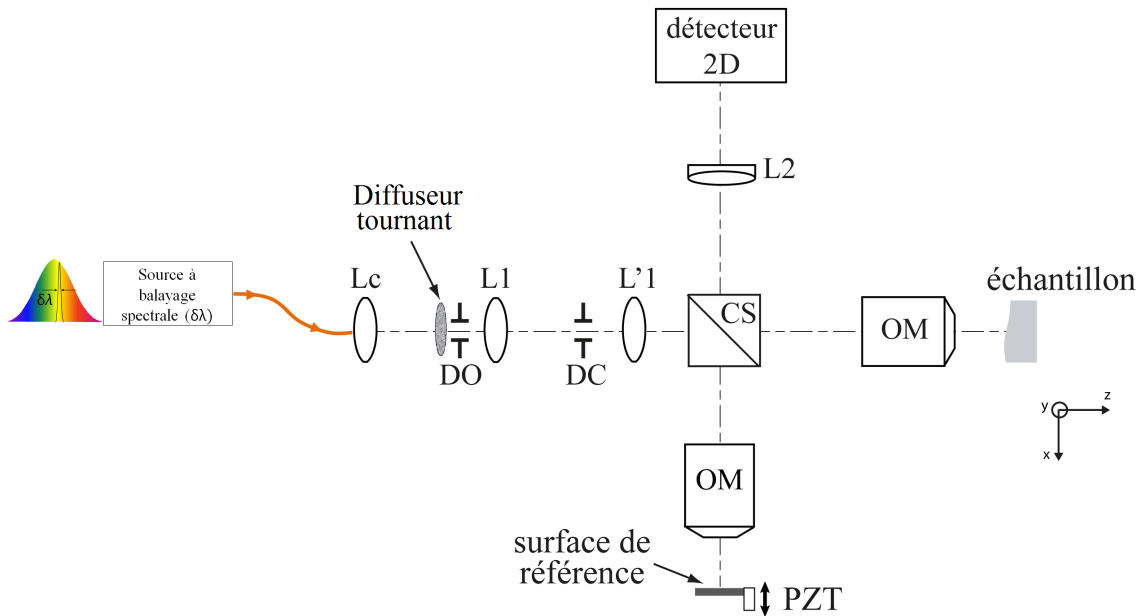 détecteur
2D
L2
Diffuseur
tournant
Lc
L1
L'1
δλ
Source à
balayage
spectrale (δλ)
CS
OM
échantillon
DO
DC
y
z
x
OM
surface de
référence
PZT